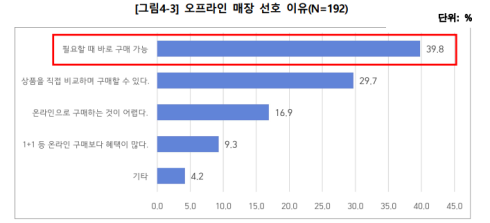 [그림4-3] 오프라인 매장 선호 이유(N=192)
단위: %
필요할 때 바로 구매 가능 39.8
상품을 직접 비교하며 구매할 수 있다. 29.7
온라인으로 구매하는 것이 어렵다. 16.9
1+1 등 온라인 구매보다 혜택이 많다. 9.3
기타 4.2
0.0 5.0 10.0 15.0 20.0 25.0 30.0 35.0 40.0 45.0